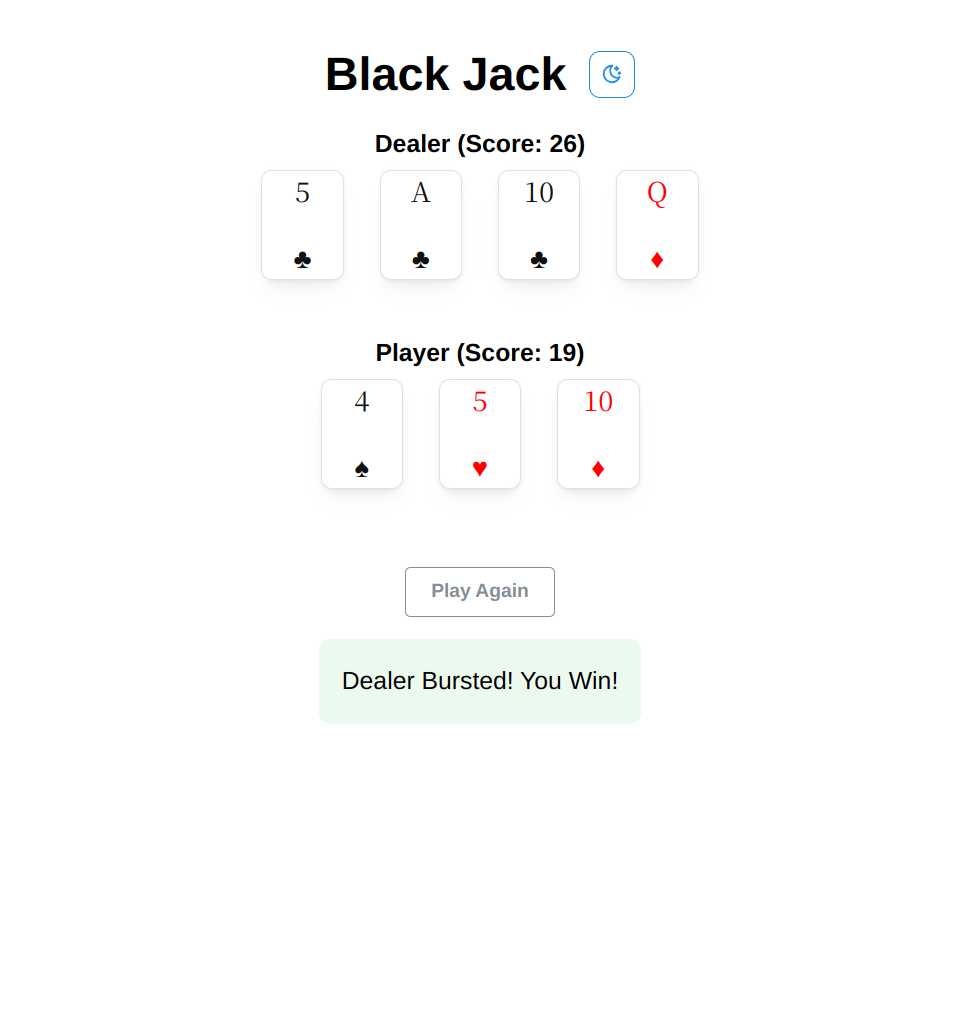 Black Jack
Dealer (Score: 26)
5 A 10 Q
♣ ♣ ♣ ♦
Player (Score: 19)
4 5 10
♠ ♥ ♦
Play Again
Dealer Bursted! You Win!